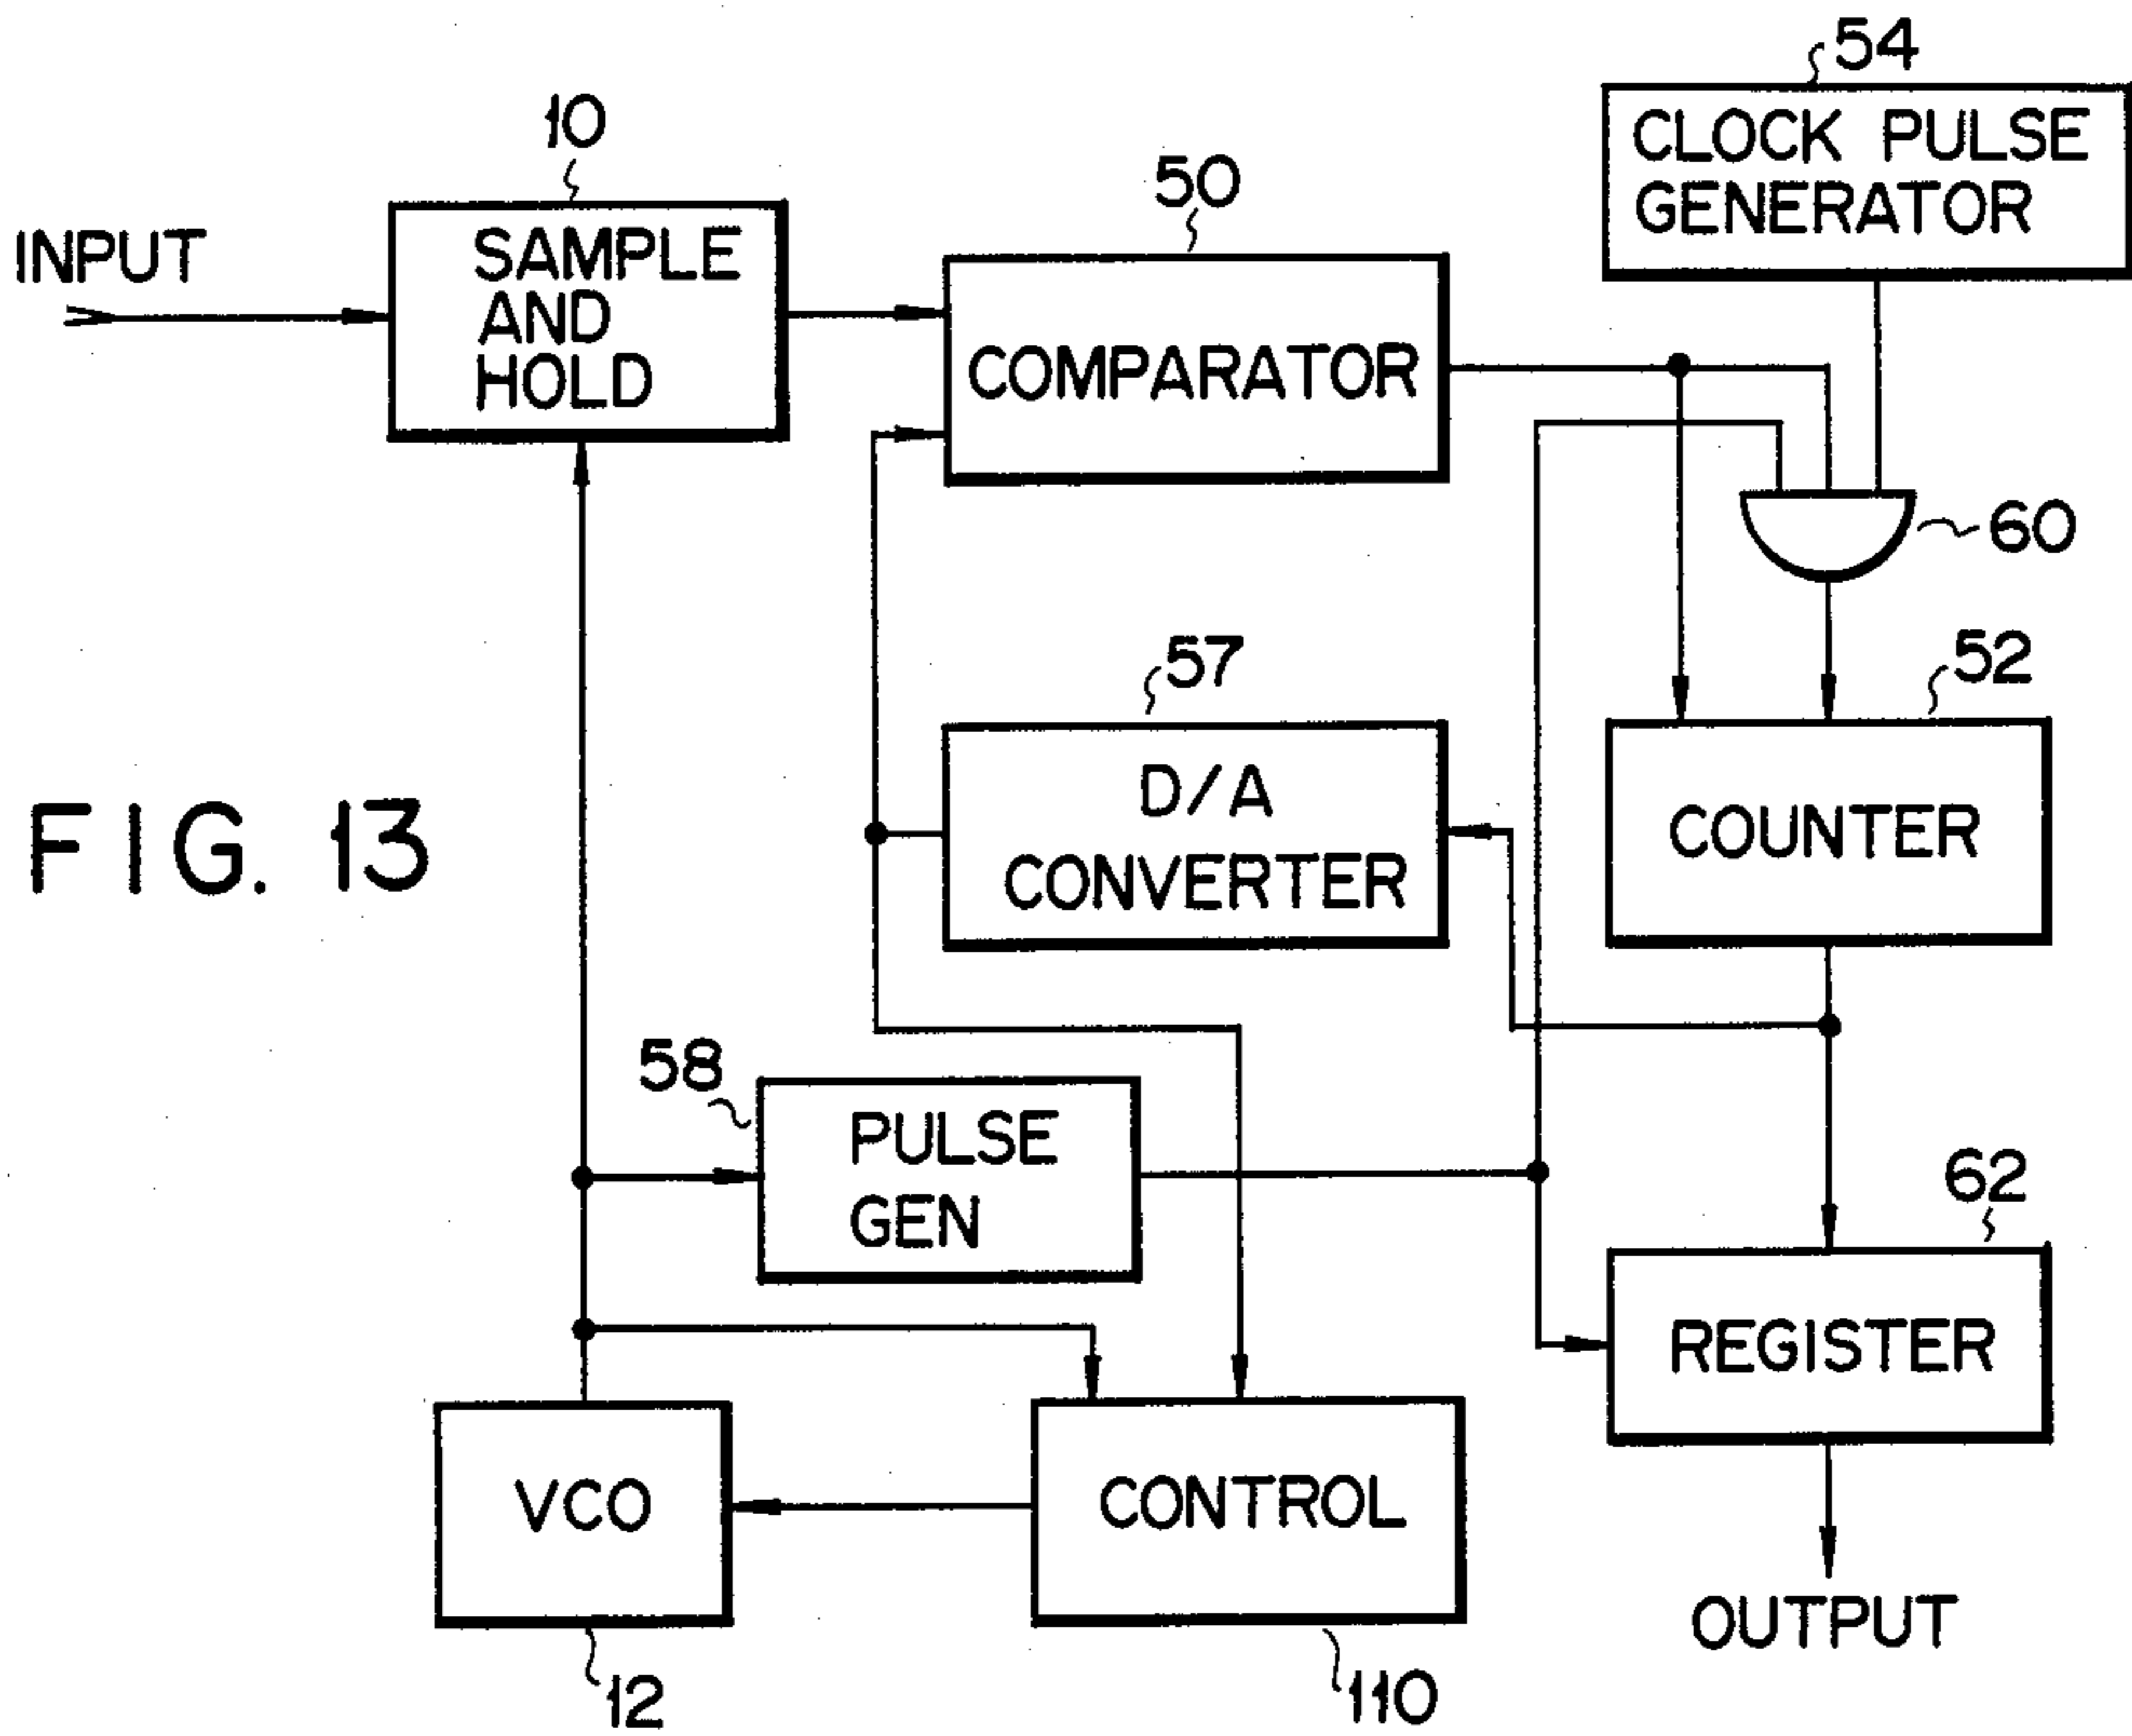 54
CLOCK PULSE
GENERATOR
10
50
INPUT
SAMPLE
AND
HOLD
COMPARATOR
60
57
52
D/A
CONVERTER
COUNTER
FIG. 13
58
PULSE
GEN
62
REGISTER
VCO
CONTROL
OUTPUT
12
110